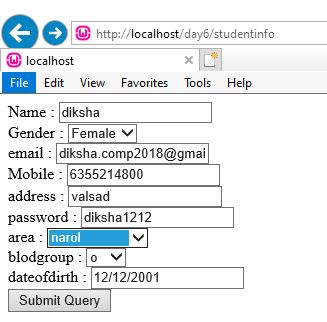 http://localhost/day6/studentinfo
localhost
File Edit View Favorites Tools Help
Name : diksha
Gender : Female
email : diksha.comp2018@gmai
Mobile : 6355214800
address : valsad
password : diksha1212
area : narol
blodgroup : o
dateofdirth : 12/12/2001
Submit Query